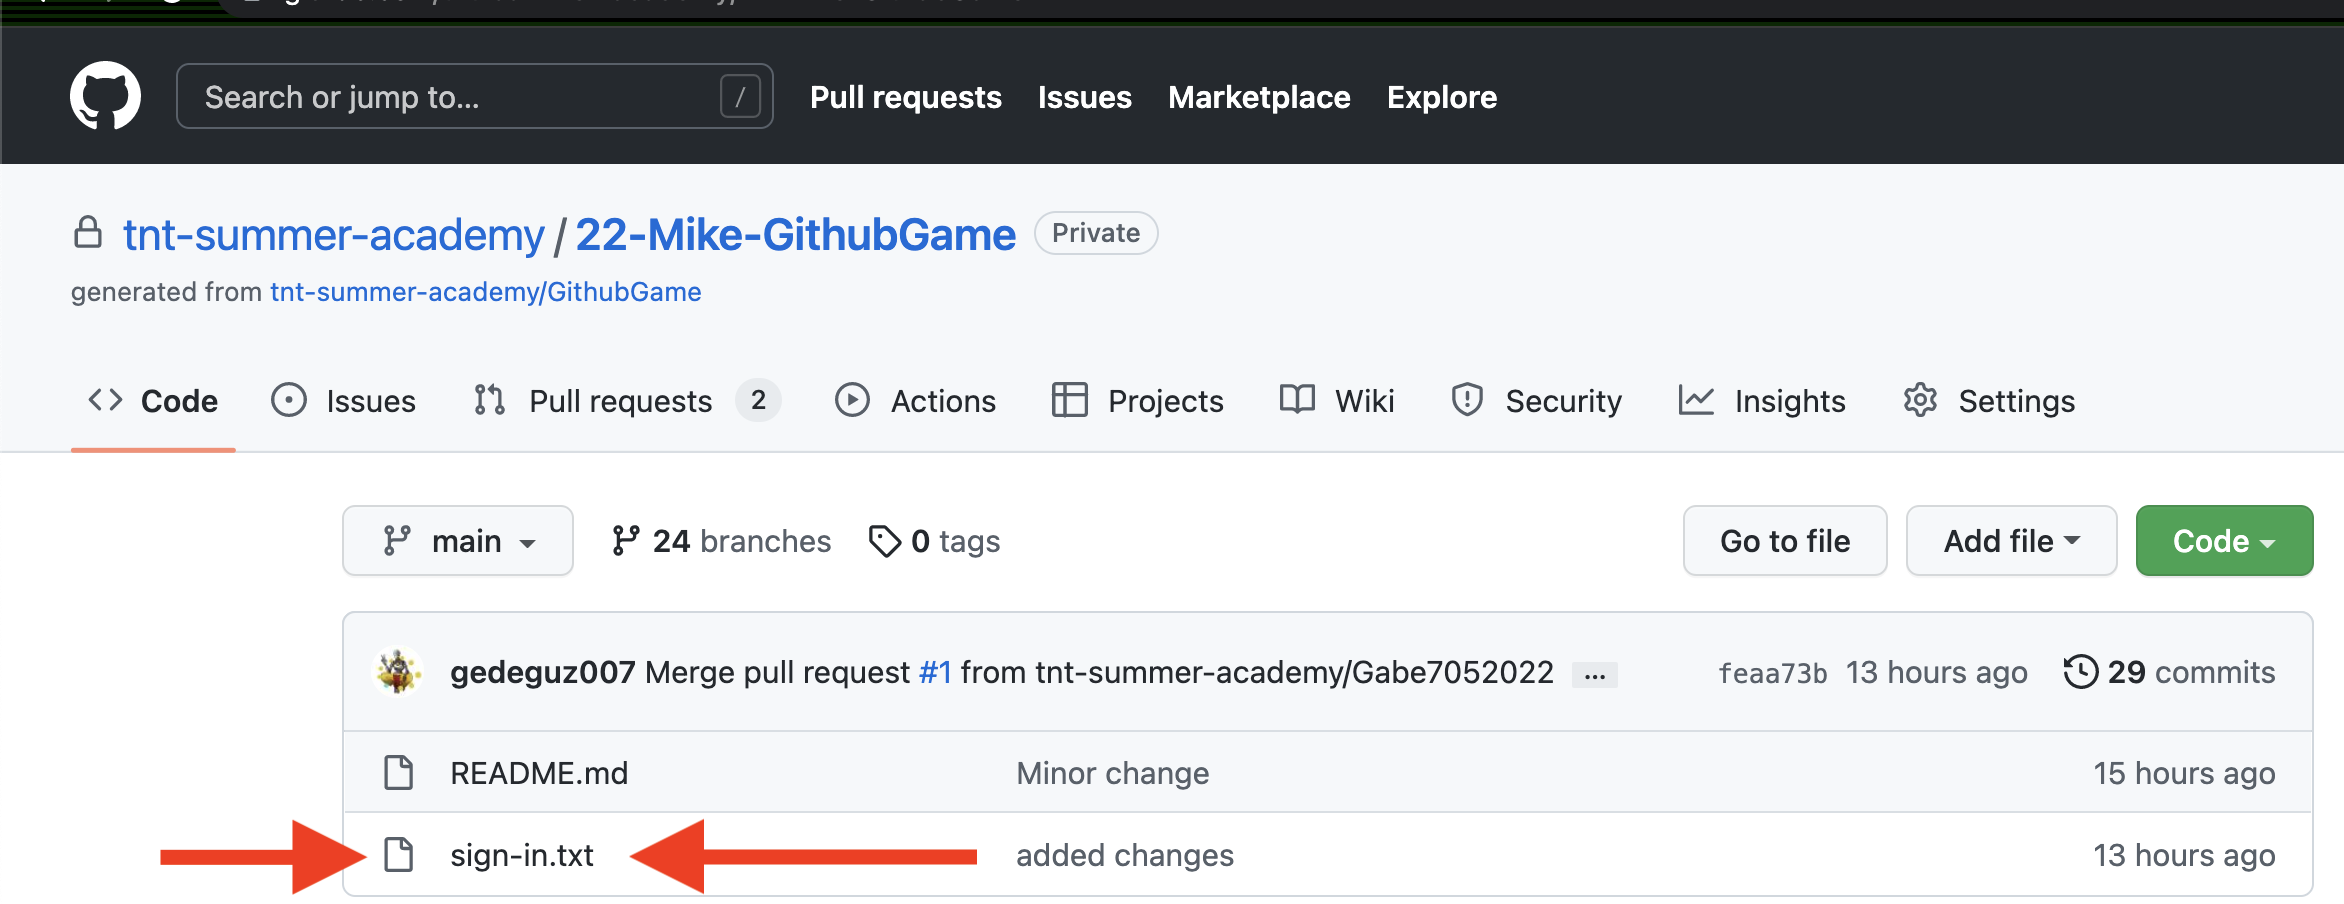 Search or jump to... / Pull requests Issues Marketplace Explore
tnt-summer-academy / 22-Mike-GithubGame Private
generated from tnt-summer-academy/GithubGame
Code Issues Pull requests 2 Actions Projects Wiki Security Insights Settings
main 24 branches 0 tags Go to file Add file Code
gedeguz007 Merge pull request #1 from tnt-summer-academy/Gabe7052022 ... feaa73b 13 hours ago 29 commits
README.md Minor change 15 hours ago
sign-in.txt added changes 13 hours ago